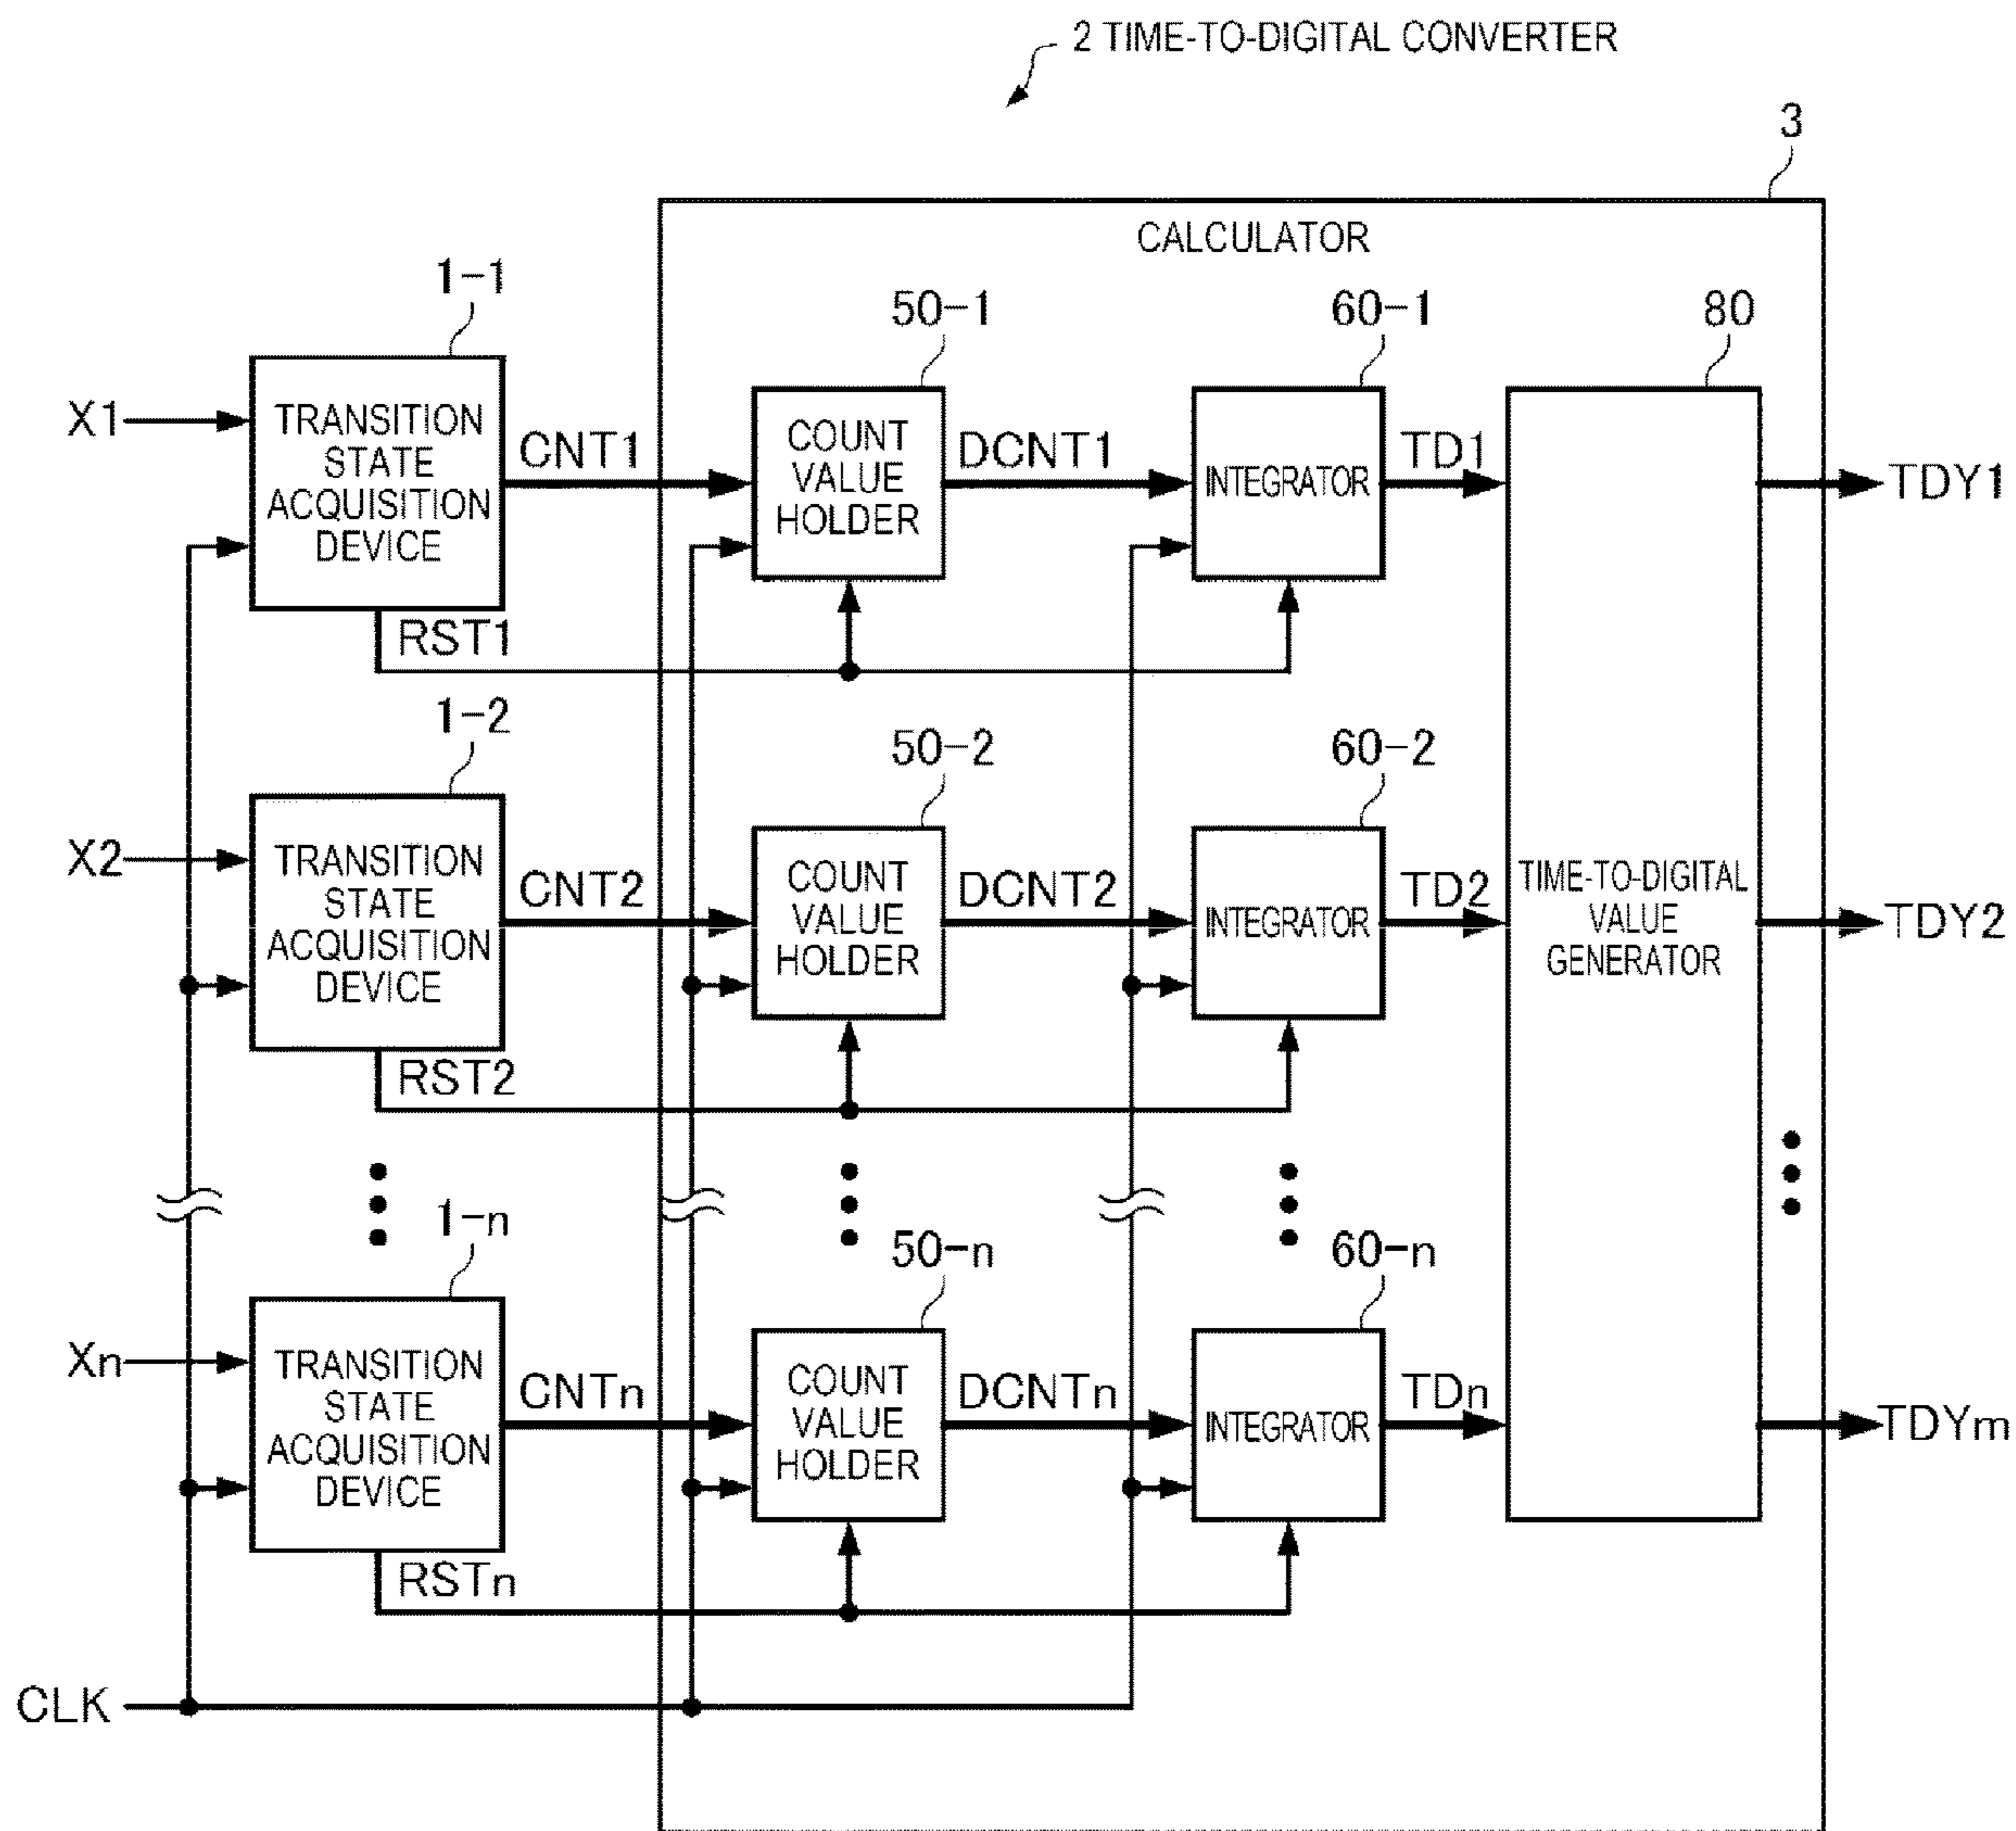 2 TIME-TO-DIGITAL CONVERTER
3
CALCULATOR
1-1
50-1
60-1
80
X1
TRANSITION
STATE
ACQUISITION
DEVICE
CNT1
COUNT
VALUE
HOLDER
DCNT1
INTEGRATOR
TD1
TDY1
RST1
1-2
50-2
60-2
X2
TRANSITION
STATE
ACQUISITION
DEVICE
CNT2
COUNT
VALUE
HOLDER
DCNT2
INTEGRATOR
TD2
TIME-TO-DIGITAL
VALUE
GENERATOR
TDY2
RST2
1-n
50-n
60-n
Xn
TRANSITION
STATE
ACQUISITION
DEVICE
CNTn
COUNT
VALUE
HOLDER
DCNTn
INTEGRATOR
TDn
TDYm
RSTn
CLK